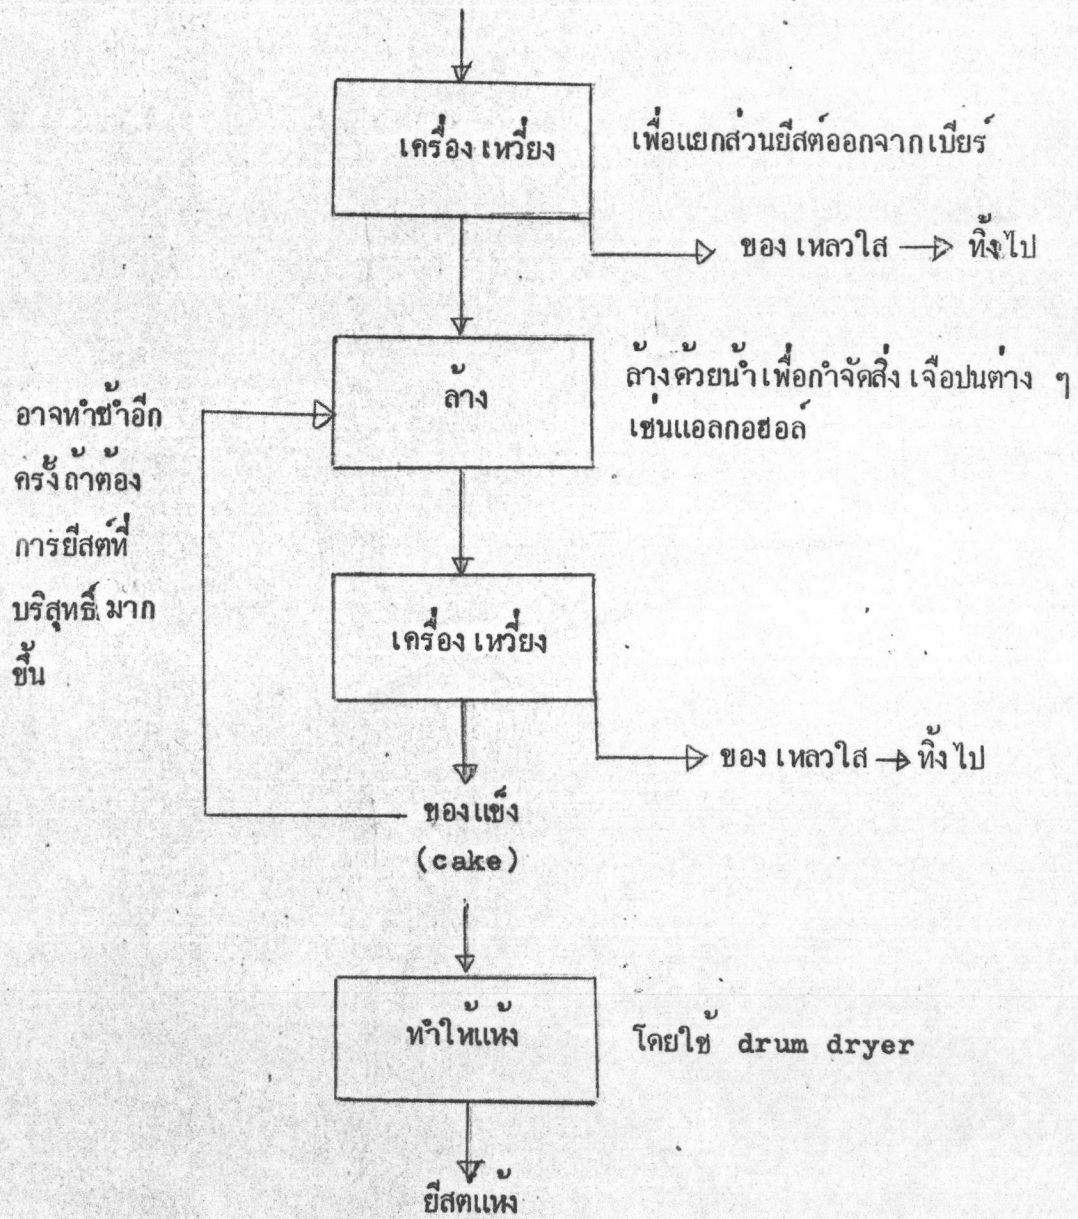 เครื่องเหวี่ยง
เพื่อแยกส่วนยีสต์ออกจากเบียร์
ของเหลวใส
ทิ้งไป
ล้าง
ล้างด้วยน้ำเพื่อกำจัดสิ่งเจือปนต่าง ๆ
เช่นแอลกอฮอล์
อาจทำซ้ำอีก
ครั้งถ้าต้อง
การยีสต์ที่
บริสุทธิ์มาก
ขึ้น
เครื่องเหวี่ยง
ของเหลวใส
ทิ้งไป
ของแข็ง
(cake)
ทำให้แห้ง
โดยใช้ drum dryer
ยีสต์แห้ง